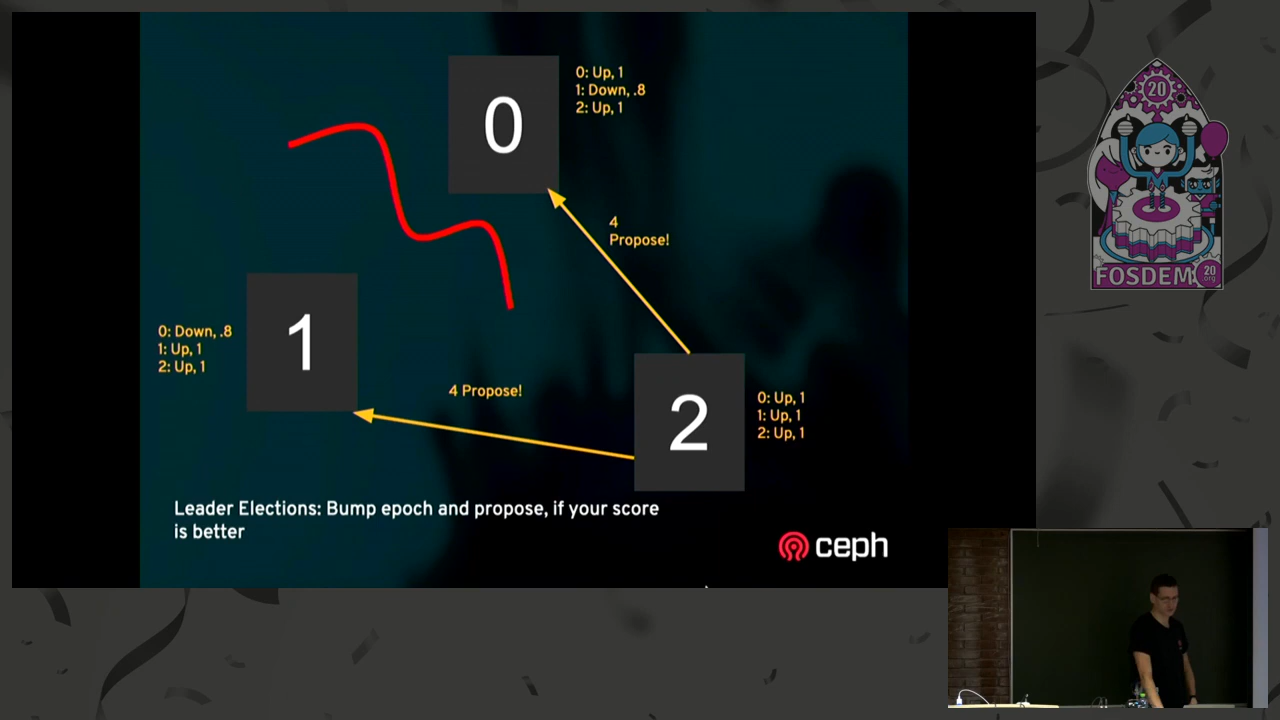 0
0: Up, 1
1: Down, .8
2: Up, 1
4
Propose!
1
0: Down, .8
1: Up, 1
2: Up, 1
4 Propose!
2
0: Up, 1
1: Up, 1
2: Up, 1
Leader Elections: Bump epoch and propose, if your score
is better
ceph
20
FOSDEM
20
org